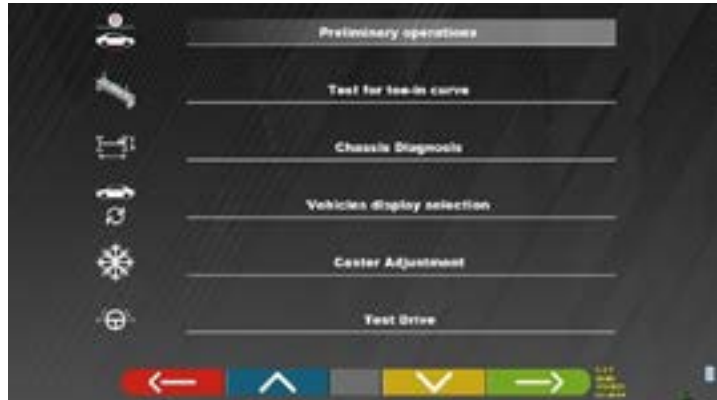 Preliminary operations
Test for toe-in curve
Chassis Diagnosis
Vehicles display selection
Caster Adjustment
Test Drive